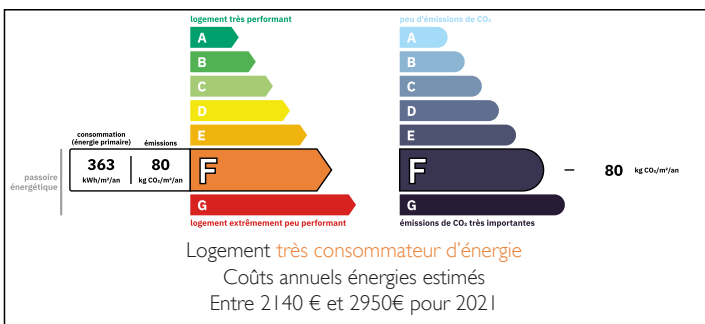 logement très performant
A
B
C
D
E
consommation
(énergie primaire)
émissions
363
kWh/m²/an
80
kg CO₂/m²/an
F
passoire
énergétique
G
logement extrêmement peu performant
peu d'émissions de CO₂
A
B
C
D
E
F
80 kg CO₂/m²/an
G
émissions de CO₂ très importantes
Logement très consommateur d'énergie
Coûts annuels énergies estimés
Entre 2140 € et 2950€ pour 2021